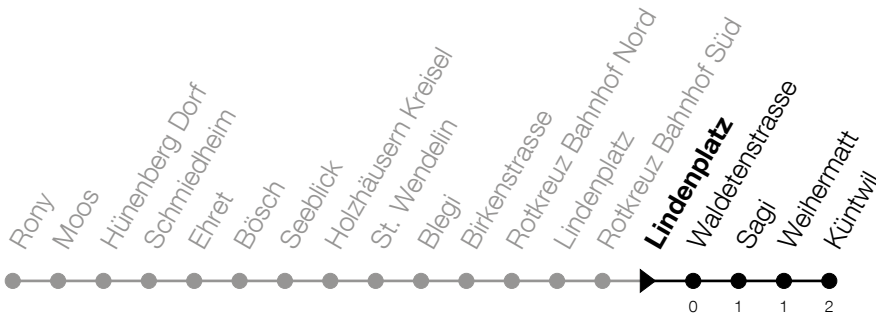 Rony
Moos
Hünenberg Dorf
Schmiedheim
Ehret
Bösch
Seeblick
Holzhäusern Kreisel
St. Wendelin
Blegi
Birkenstrasse
Rotkreuz Bahnhof Nord
Lindenplatz
Rotkreuz Bahnhof Süd
Lindenplatz
Waldetenstrasse
Sagi
Weihermatt
Küntwil
0 1 1 2